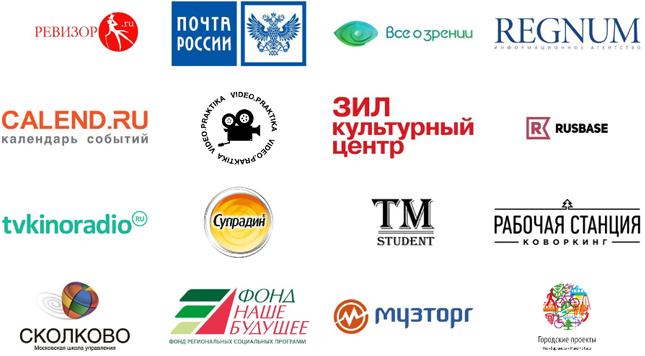 РЕВИЗОР.ru
ПОЧТА
РОССИИ
Все о зрении
REGNUM
ИНФОРМАЦИОННОЕ АГЕНТСТВО
CALEND.RU
календарь событий
VIDEO.PRAKTIKA VIDEO.PRAKTIKA
ЗИЛ
культурный
центр
RUSBASE
tvkinoradio RU
Супрадин
TM
STUDENT
РАБОЧАЯ СТАНЦИЯ
КОВОРКИНГ
СКОЛКОВО
Московская школа управления
ФОНД
НАШЕ
БУДУЩЕЕ
ФОНД РЕГИОНАЛЬНЫХ СОЦИАЛЬНЫХ ПРОГРАММ
музторг
Городские проекты